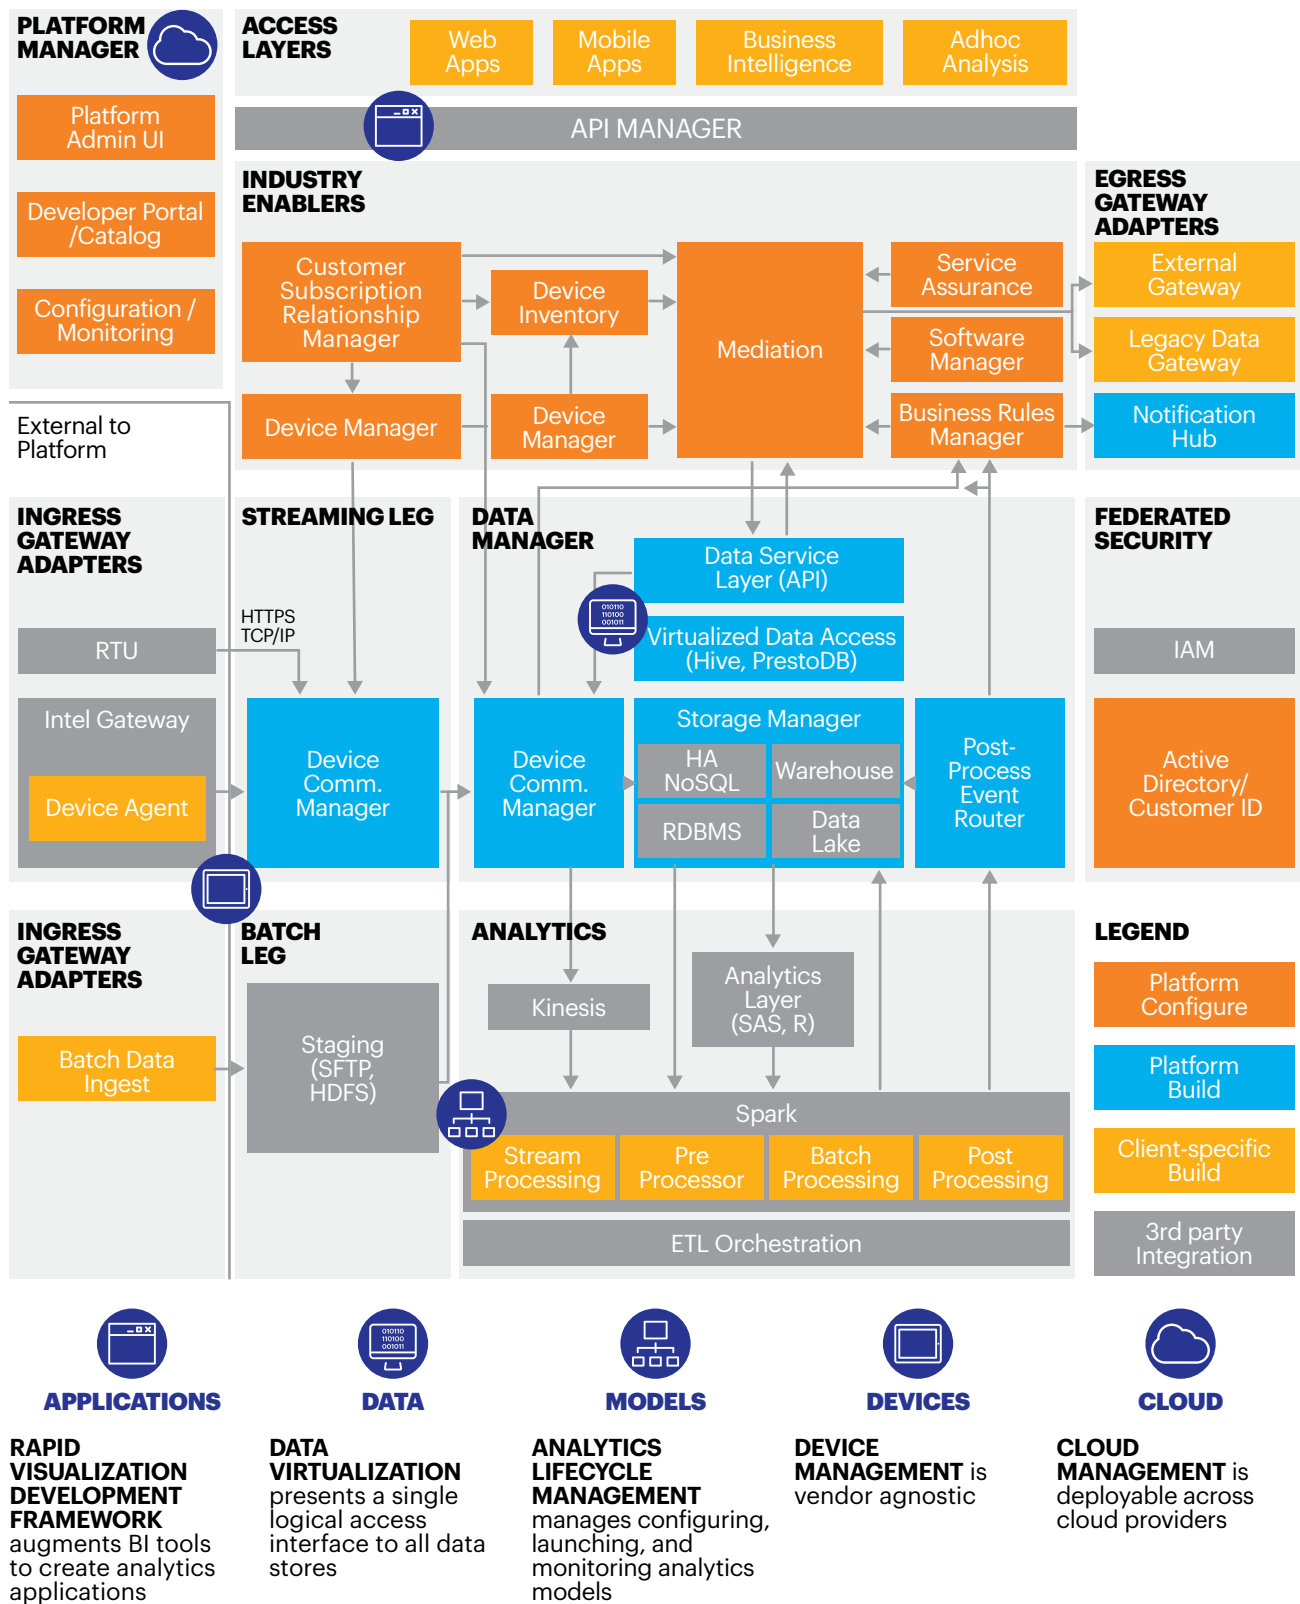 PLATFORM
MANAGER
Platform
Admin UI
Developer Portal
/Catalog
Configuration /
Monitoring
ACCESS
LAYERS
Web
Apps
Mobile
Apps
Business
Intelligence
Adhoc
Analysis
API MANAGER
INDUSTRY
ENABLERS
Customer
Subscription
Relationship
Manager
Device
Inventory
Mediation
Service
Assurance
Software
Manager
Device Manager
Device
Manager
Business Rules
Manager
EGRESS
GATEWAY
ADAPTERS
External
Gateway
Legacy Data
Gateway
Notification
Hub
External to
Platform
INGRESS
GATEWAY
ADAPTERS
RTU
HTTPS
TCP/IP
Intel Gateway
Device Agent
STREAMING LEG
Device
Comm.
Manager
DATA
MANAGER
Data Service
Layer (API)
010110
110100
001011
Virtualized Data Access
(Hive, PrestoDB)
Device
Comm.
Manager
Storage Manager
HA
NoSQL
Warehouse
RDBMS
Data
Lake
Post-
Process
Event
Router
FEDERATED
SECURITY
IAM
Active
Directory/
Customer ID
INGRESS
GATEWAY
ADAPTERS
Batch Data
Ingest
BATCH
LEG
Staging
(SFTP,
HDFS)
ANALYTICS
Kinesis
Analytics
Layer
(SAS, R)
Spark
Stream
Processing
Pre
Processor
Batch
Processing
Post
Processing
ETL Orchestration
LEGEND
Platform
Configure
Platform
Build
Client-specific
Build
3rd party
Integration
APPLICATIONS
RAPID
VISUALIZATION
DEVELOPMENT
FRAMEWORK
augments BI tools
to create analytics
applications
010110
110100
001011
DATA
DATA
VIRTUALIZATION
presents a single
logical access
interface to all data
stores
MODELS
ANALYTICS
LIFECYCLE
MANAGEMENT
manages configuring,
launching, and
monitoring analytics
models
DEVICES
DEVICE
MANAGEMENT is
vendor agnostic
CLOUD
CLOUD
MANAGEMENT is
deployable across
cloud providers